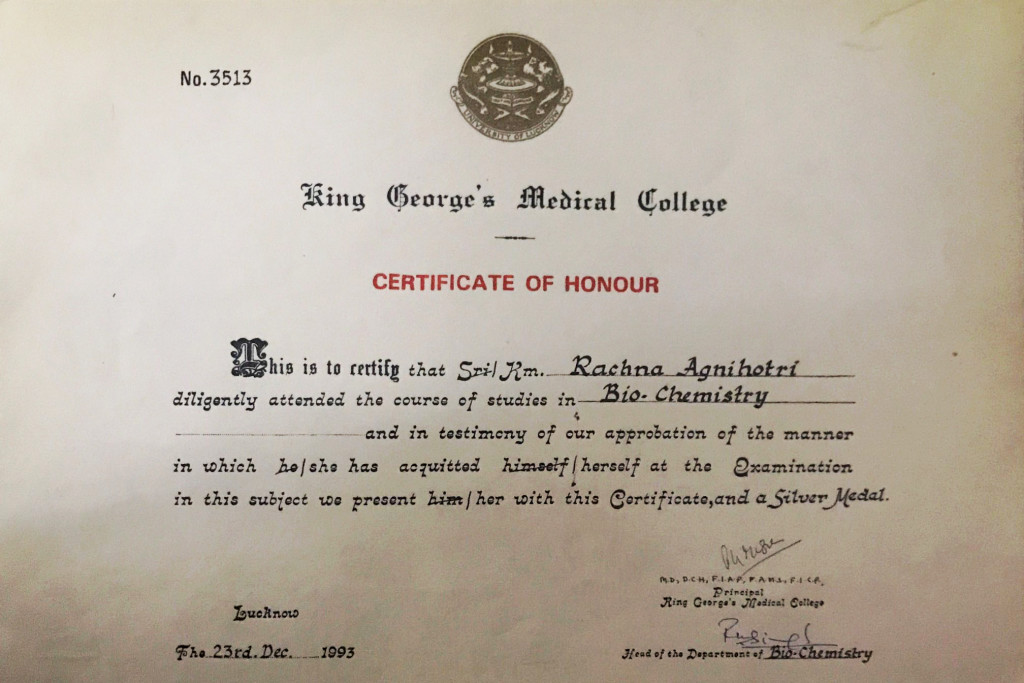 No.3513
UNIVERSITY OF LUCKNOW
King George's Medical College
CERTIFICATE OF HONOUR
This is to certify that Sri/Km. Rachna Agnihotri
diligently attended the course of studies in Bio-Chemistry
and in testimony of our approbation of the manner
in which he/she has acquitted himself/herself at the Examination
in this subject we present him/her with this Certificate, and a Silver Medal.
M.D., D.C.H., F.I.A.P., F.A.M.S., F.I.C.P.
Principal
King George's Medical College
Lucknow
The 23rd. Dec. 1993
Head of the Department of Bio-Chemistry